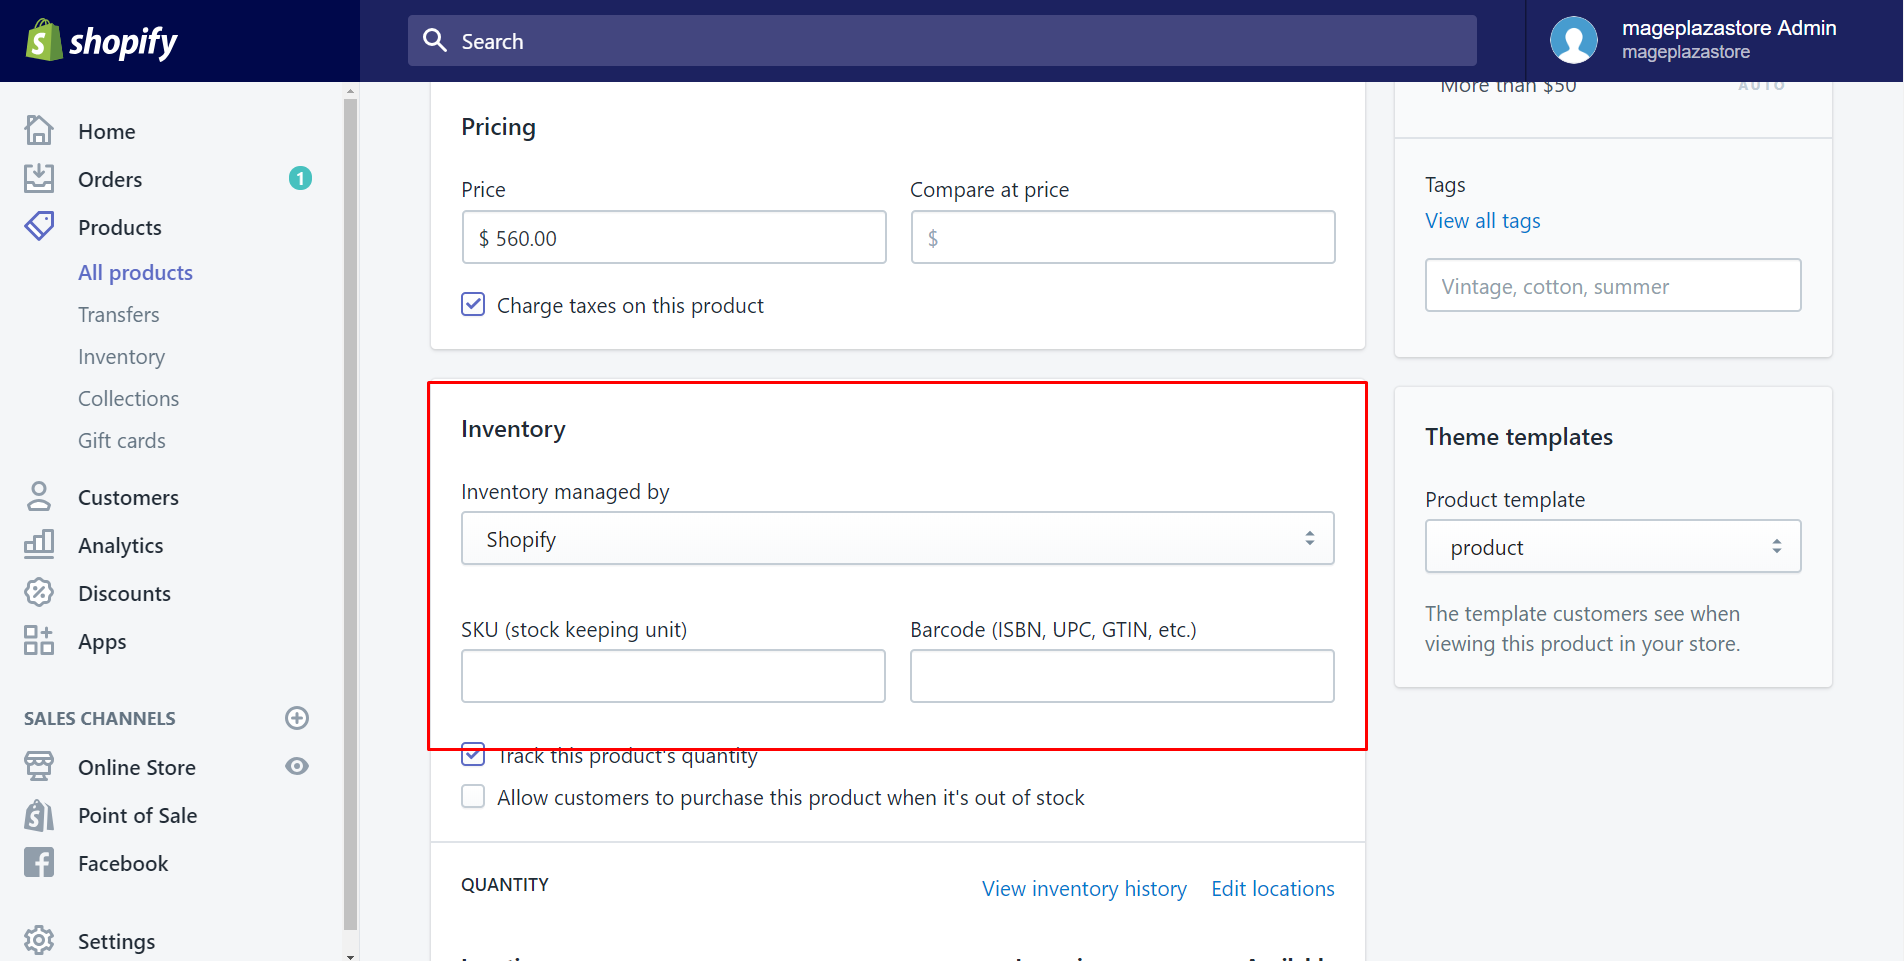 shopify
Search
mageplazastore Admin
mageplazastore
Home
Orders
1
Products
All products
Transfers
Inventory
Collections
Gift cards
Customers
Analytics
Discounts
Apps
SALES CHANNELS
Online Store
Point of Sale
Facebook
Settings
Pricing
Price
Compare at price
$ 560.00
$
Charge taxes on this product
Inventory
Inventory managed by
Shopify
SKU (stock keeping unit)
Barcode (ISBN, UPC, GTIN, etc.)
Track this product's quantity
Allow customers to purchase this product when it's out of stock
QUANTITY
View inventory history
Edit locations
More than $50
AUTO
Tags
View all tags
Vintage, cotton, summer
Theme templates
Product template
product
The template customers see when
viewing this product in your store.